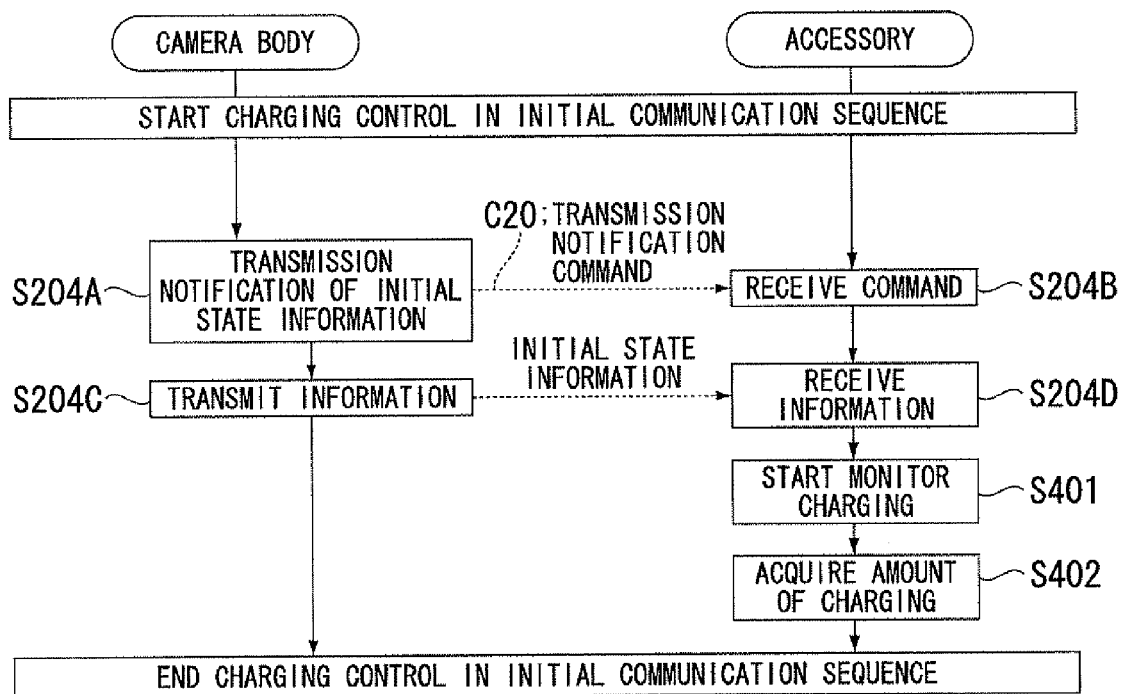 CAMERA BODY
ACCESSORY
START CHARGING CONTROL IN INITIAL COMMUNICATION SEQUENCE
C20;TRANSMISSION
NOTIFICATION
COMMAND
S204A
TRANSMISSION
NOTIFICATION OF INITIAL
STATE INFORMATION
RECEIVE COMMAND
S204B
INITIAL STATE
INFORMATION
S204C
TRANSMIT INFORMATION
RECEIVE
INFORMATION
S204D
START MONITOR
CHARGING
S401
ACQUIRE AMOUNT
OF CHARGING
S402
END CHARGING CONTROL IN INITIAL COMMUNICATION SEQUENCE